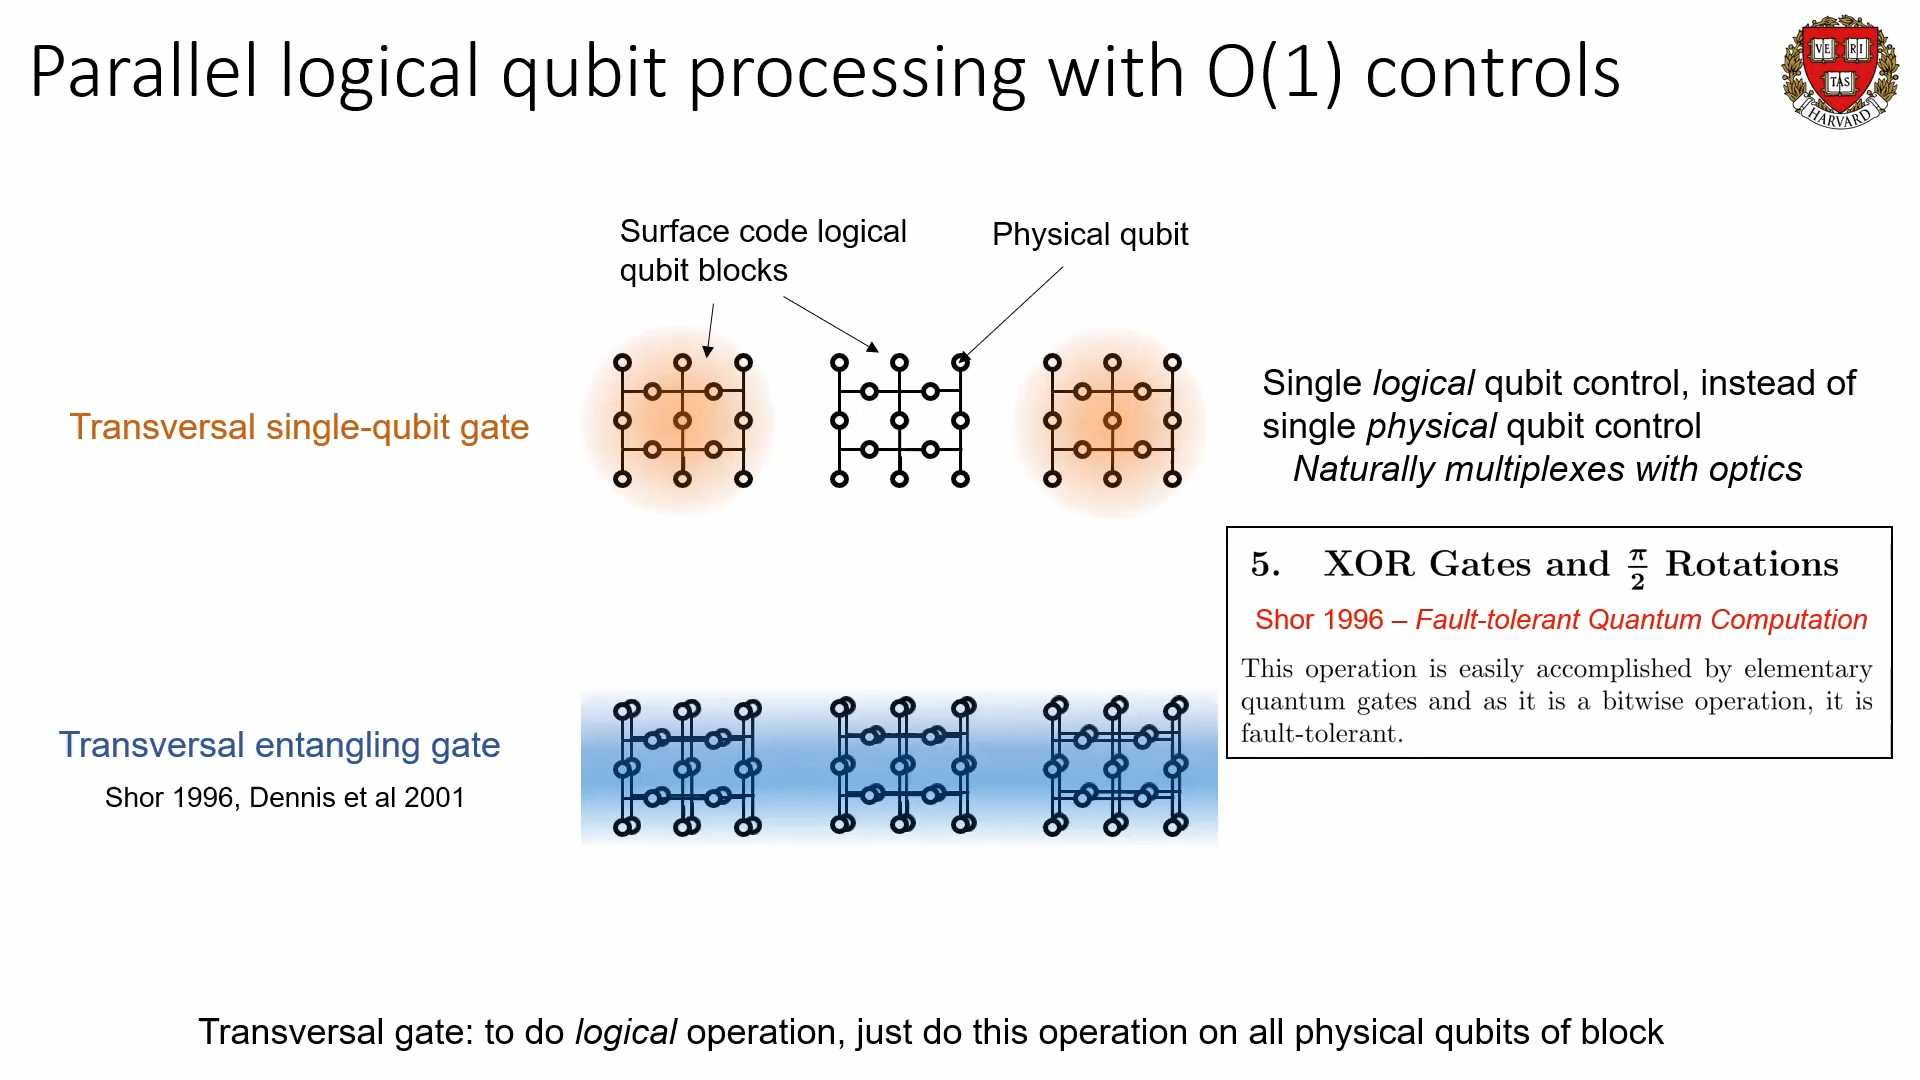 Parallel logical qubit processing with O(1) controls
VE RI
TAS
HARVARD
Surface code logical
qubit blocks
Physical qubit
Transversal single-qubit gate
Single logical qubit control, instead of
single physical qubit control
Naturally multiplexes with optics
5. XOR Gates and π/2 Rotations
Shor 1996 – Fault-tolerant Quantum Computation
This operation is easily accomplished by elementary
quantum gates and as it is a bitwise operation, it is
fault-tolerant.
Transversal entangling gate
Shor 1996, Dennis et al 2001
Transversal gate: to do logical operation, just do this operation on all physical qubits of block